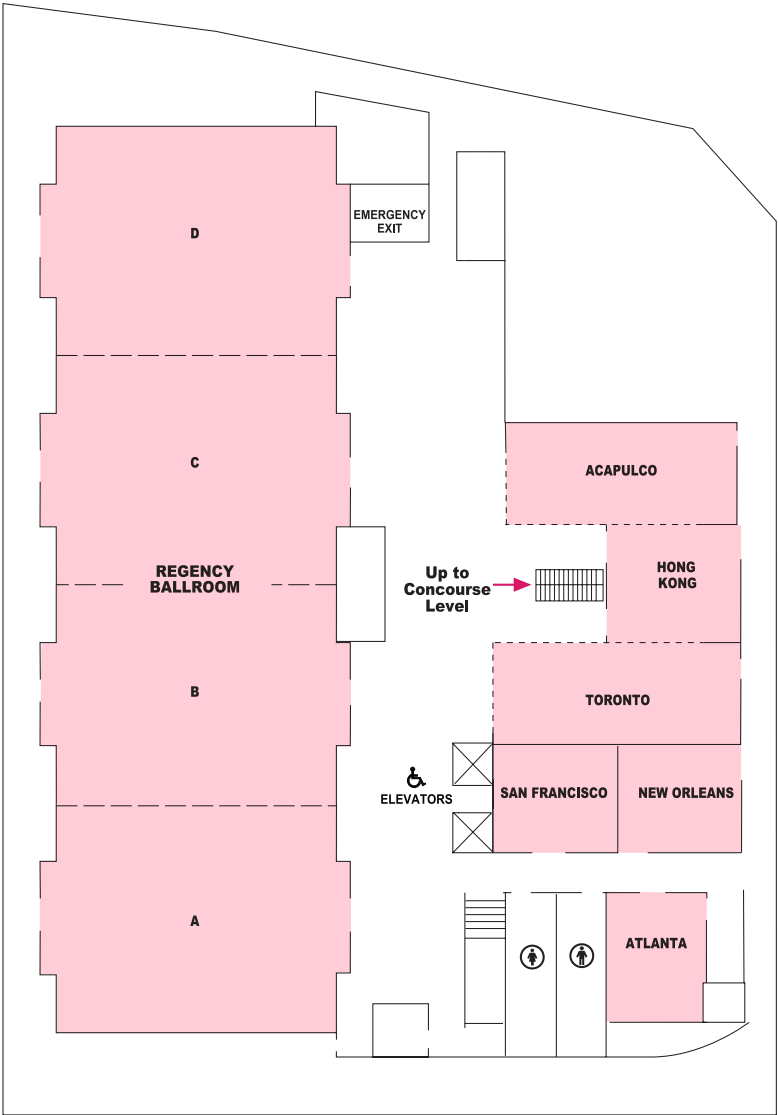 EMERGENCY
EXIT
D
C
ACAPULCO
REGENCY
BALLROOM
Up to
Concourse
Level
HONG
KONG
B
TORONTO
ELEVATORS
SAN FRANCISCO
NEW ORLEANS
A
ATLANTA